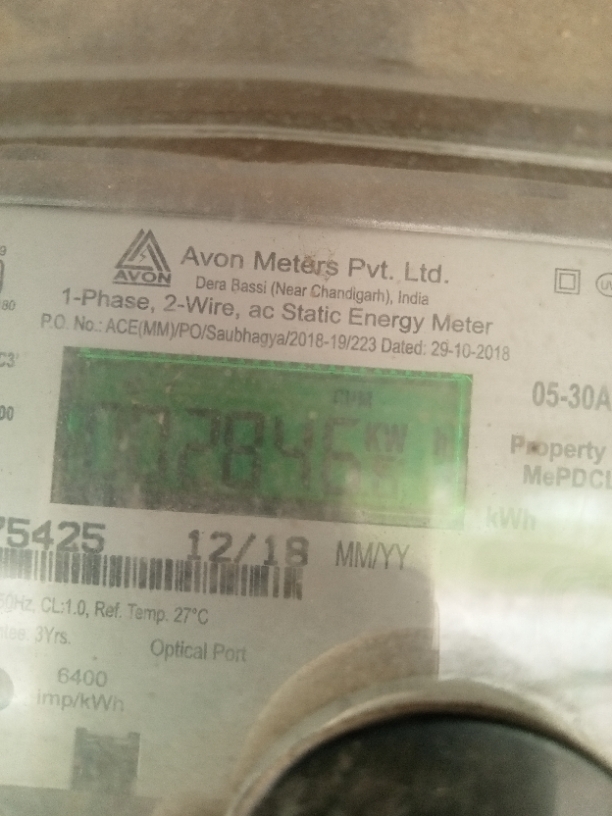 AVON
Avon Meters Pvt. Ltd.
Dera Bassi (Near Chandigarh), India
1-Phase, 2-Wire, ac Static Energy Meter
P.O. No.: ACE(MM)/PO/Saubhagya/2018-19/223 Dated: 29-10-2018
05-30A
Property
MePDCL
002846
kWh
75425
12/18 MM/YY
50Hz, CL:1.0, Ref. Temp. 27°C
3Yrs.
Optical Port
6400
imp/kWh